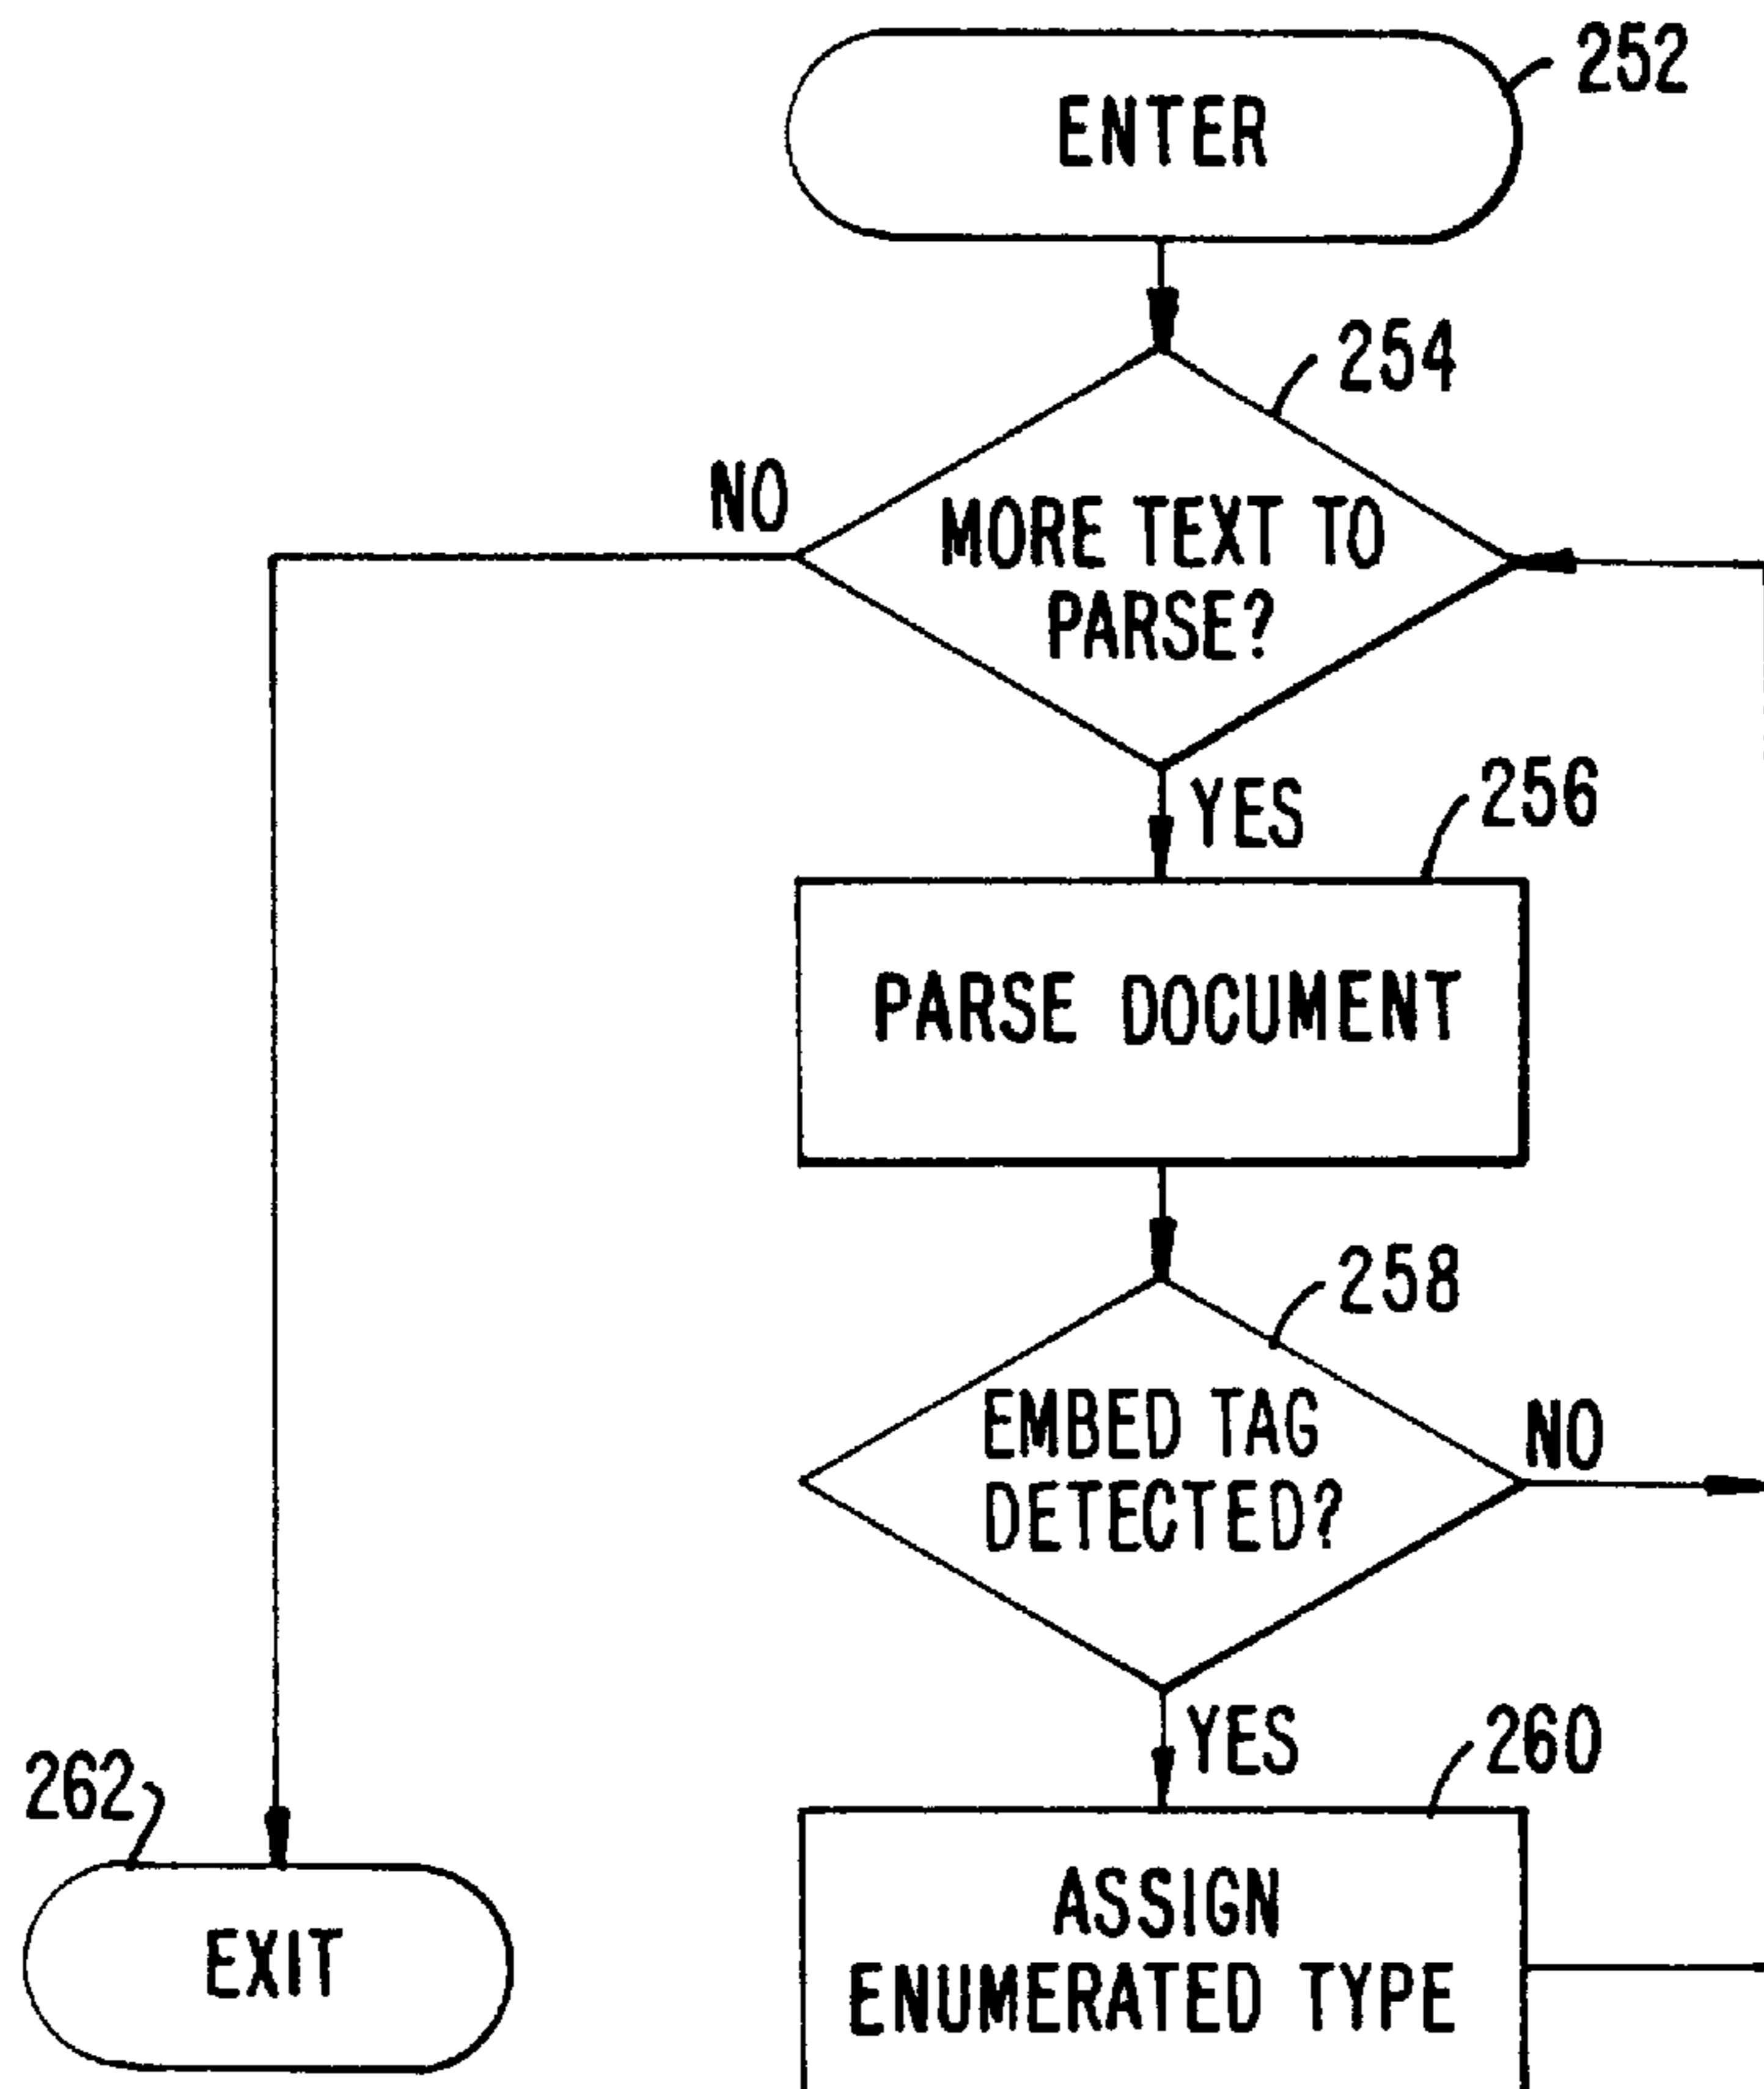 252
ENTER
254
NO
MORE TEXT TO
PARSE?
YES
256
PARSE DOCUMENT
258
EMBED TAG
DETECTED?
NO
YES
260
ASSIGN
ENUMERATED TYPE
262
EXIT